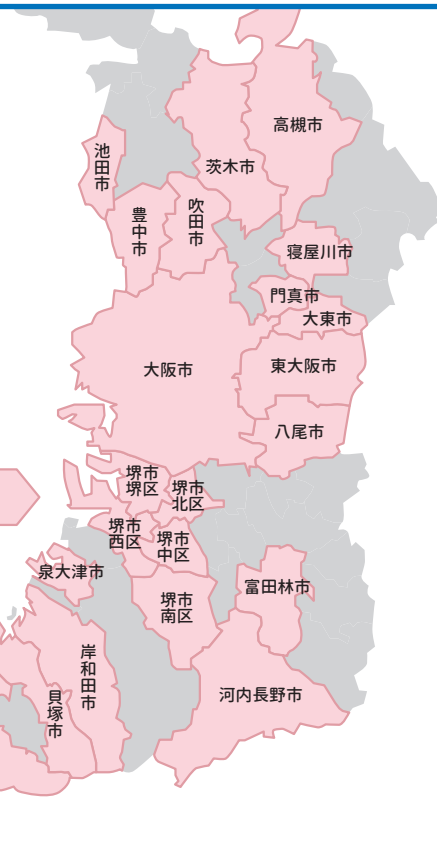 高槻市
池田市
茨木市
豊中市
吹田市
寝屋川市
門真市
大東市
大阪市
東大阪市
八尾市
堺市
堺区
堺市
北区
堺市
西区
堺市
中区
泉大津市
富田林市
堺市
南区
岸和田市
河内長野市
貝塚市